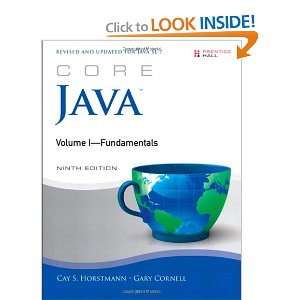 Click to LOOK INSIDE!
REVISED AND UPDATED FOR JAVA SE 7
PRENTICE HALL
CORE
JAVA™
Volume I—Fundamentals
NINTH EDITION
CAY S. HORSTMANN • GARY CORNELL